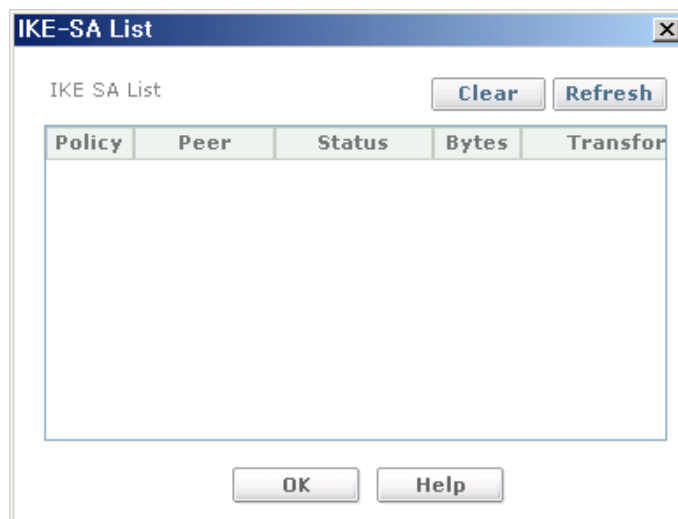 IKE-SA List
IKE SA List Clear Refresh
Policy Peer Status Bytes Transfor
OK Help